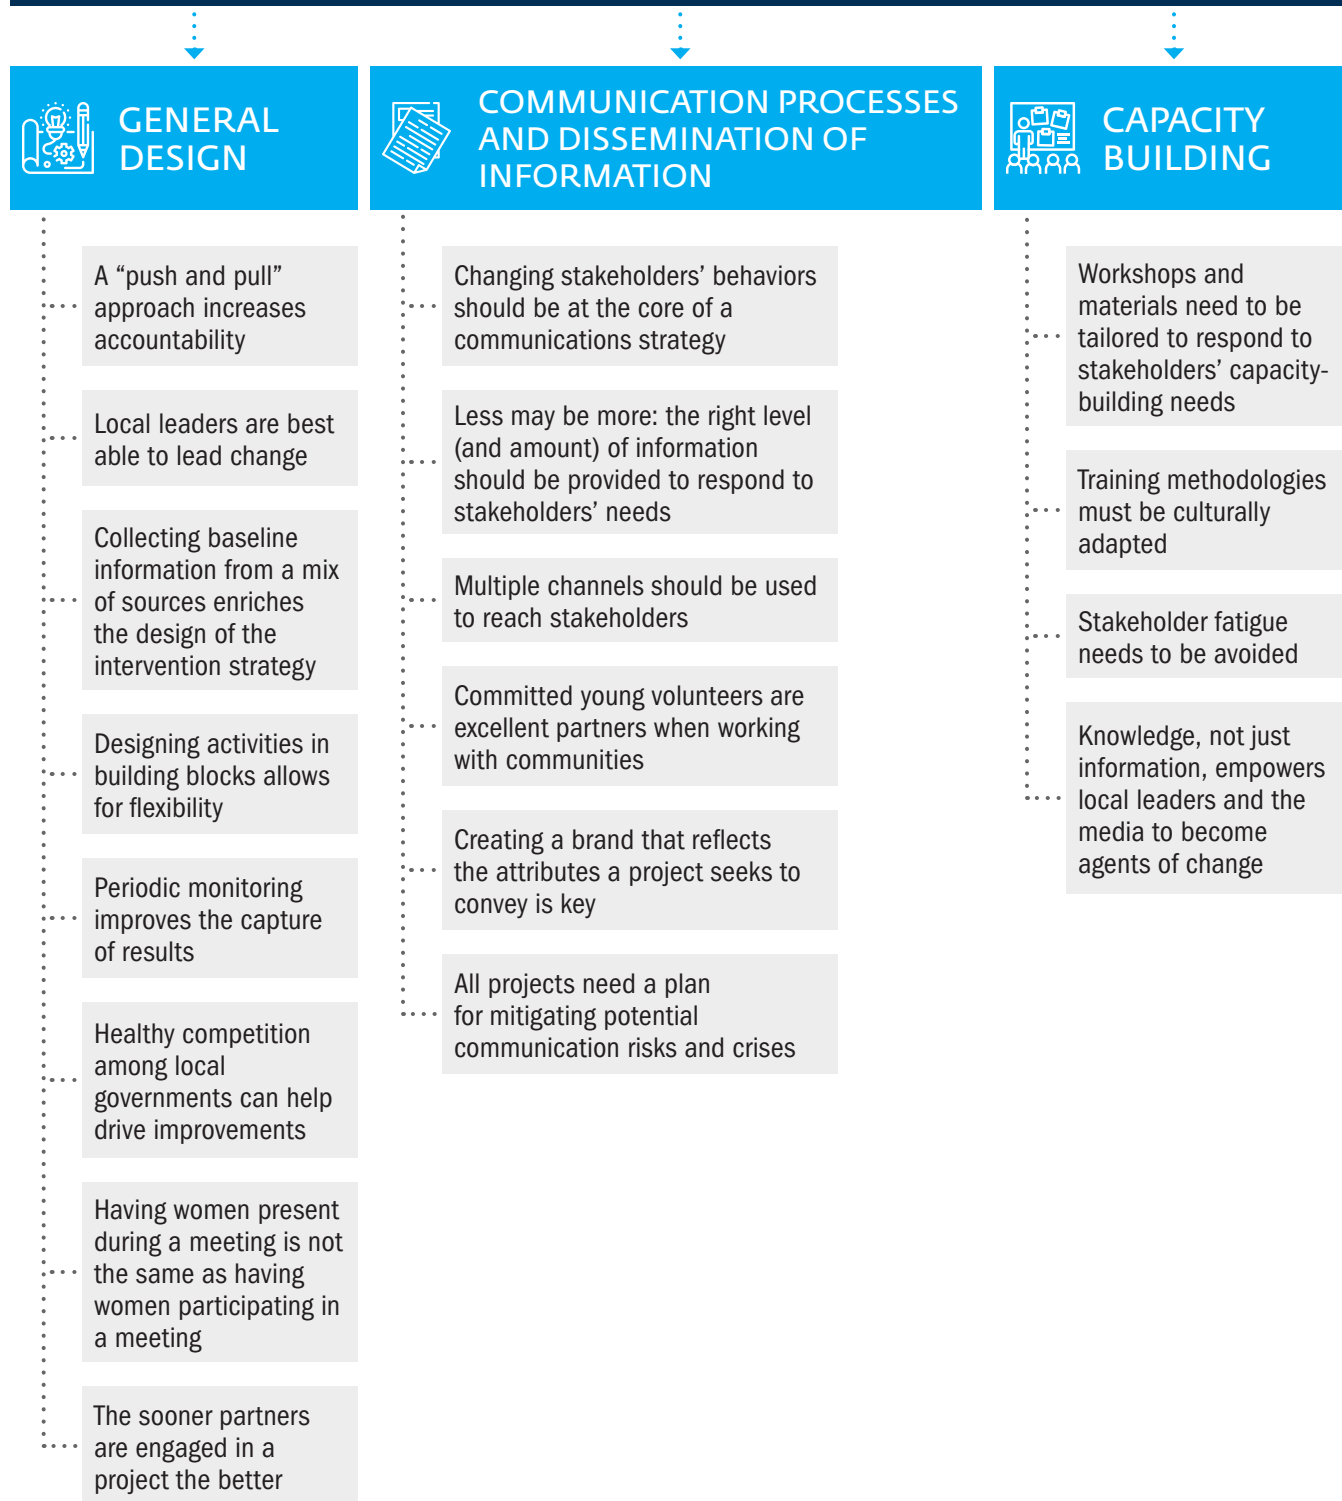 GENERAL
DESIGN
A “push and pull”
approach increases
accountability
Local leaders are best
able to lead change
Collecting baseline
information from a mix
of sources enriches
the design of the
intervention strategy
Designing activities in
building blocks allows
for flexibility
Periodic monitoring
improves the capture
of results
Healthy competition
among local
governments can help
drive improvements
Having women present
during a meeting is not
the same as having
women participating in
a meeting
The sooner partners
are engaged in a
project the better
COMMUNICATION PROCESSES
AND DISSEMINATION OF
INFORMATION
Changing stakeholders’ behaviors
should be at the core of a
communications strategy
Less may be more: the right level
(and amount) of information
should be provided to respond to
stakeholders’ needs
Multiple channels should be used
to reach stakeholders
Committed young volunteers are
excellent partners when working
with communities
Creating a brand that reflects
the attributes a project seeks to
convey is key
All projects need a plan
for mitigating potential
communication risks and crises
CAPACITY
BUILDING
Workshops and
materials need to be
tailored to respond to
stakeholders’ capacity-
building needs
Training methodologies
must be culturally
adapted
Stakeholder fatigue
needs to be avoided
Knowledge, not just
information, empowers
local leaders and the
media to become
agents of change